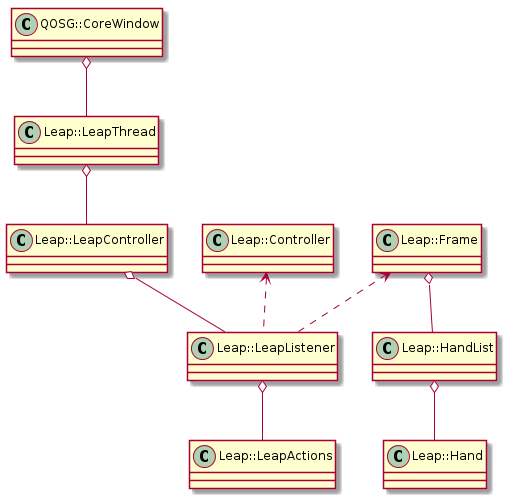 C QOSG::CoreWindow
C Leap::LeapThread
C Leap::LeapController
C Leap::Controller
C Leap::Frame
C Leap::LeapListener
C Leap::HandList
C Leap::LeapActions
C Leap::Hand